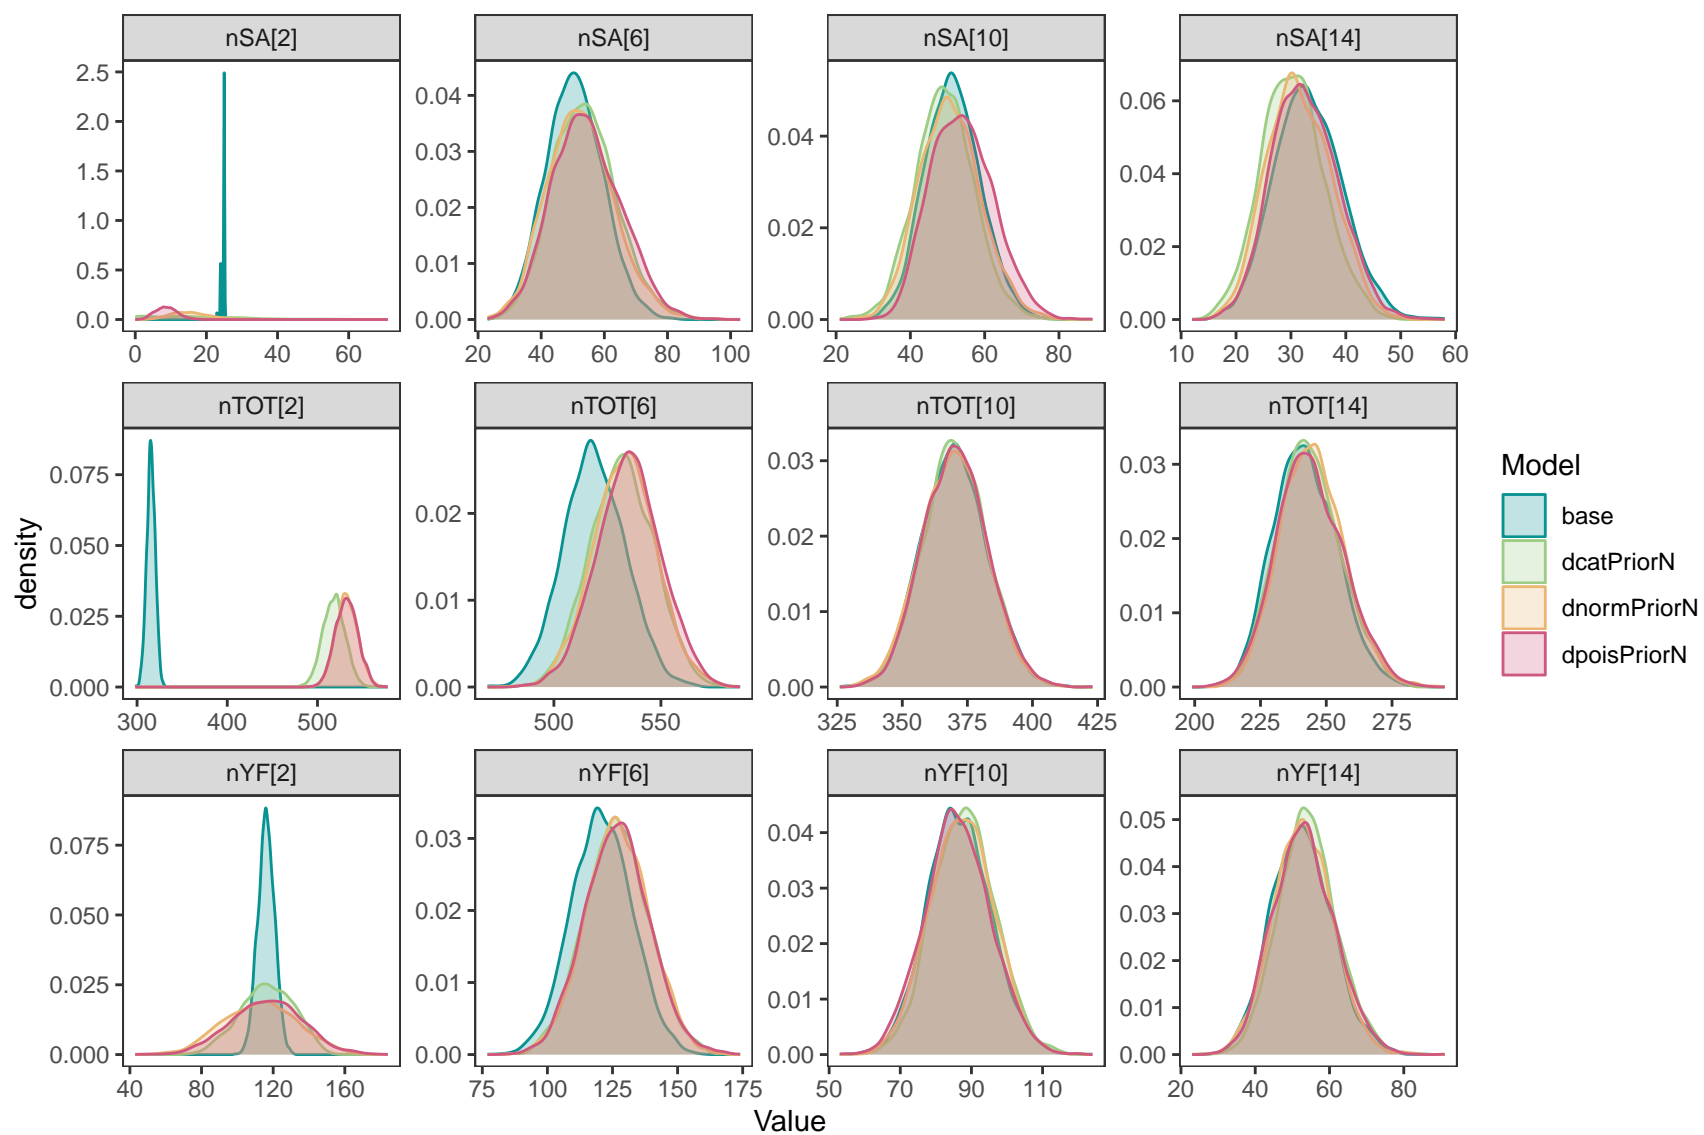 nSA[2] nSA[6] nSA[10] nSA[14]
2.5
2.0
1.5
1.0
0.5
0.0
0 20 40 60
0.04
0.03
0.02
0.01
0.00
20 40 60 80 100
0.04
0.02
0.00
20 40 60 80
0.06
0.04
0.02
0.00
10 20 30 40 50 60
nTOT[2] nTOT[6] nTOT[10] nTOT[14]
0.075
0.050
0.025
0.000
300 400 500
0.02
0.01
0.00
500 550
0.03
0.02
0.01
0.00
325 350 375 400 425
0.03
0.02
0.01
0.00
200 225 250 275
nYF[2] nYF[6] nYF[10] nYF[14]
0.075
0.050
0.025
0.000
40 80 120 160
0.03
0.02
0.01
0.00
75 100 125 150 175
0.04
0.03
0.02
0.01
0.00
50 70 90 110
0.05
0.04
0.03
0.02
0.01
0.00
20 40 60 80
density
Value
Model
base
dcatPriorN
dnormPriorN
dpoisPriorN